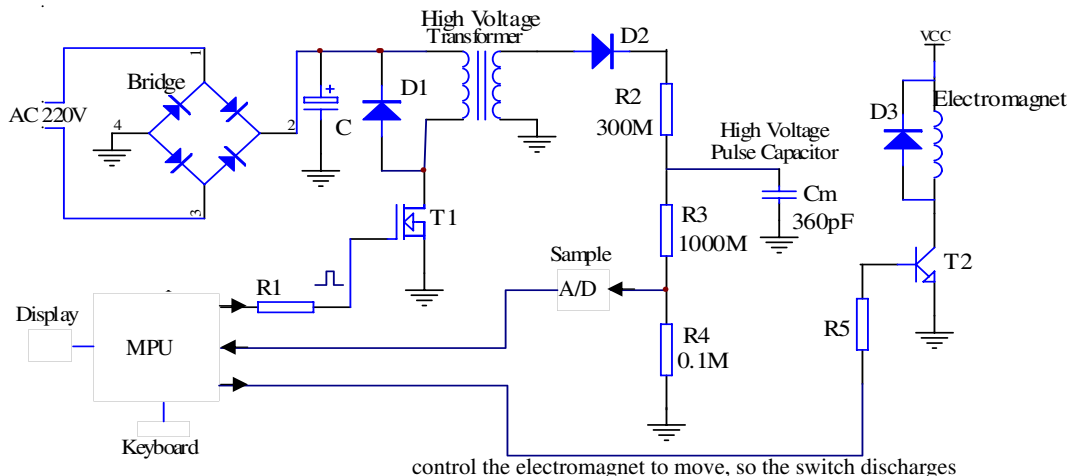 High Voltage
Transformer
D2
VCC
1
Bridge
D1
R2
300M
D3
Electromagnet
AC 220V
4
2
+
C
High Voltage
Pulse Capacitor
Cm
360pF
3
T1
R3
1000M
Sample
A/D
T2
R1
Display
MPU
R4
0.1M
R5
Keyboard
control the electromagnet to move, so the switch discharges